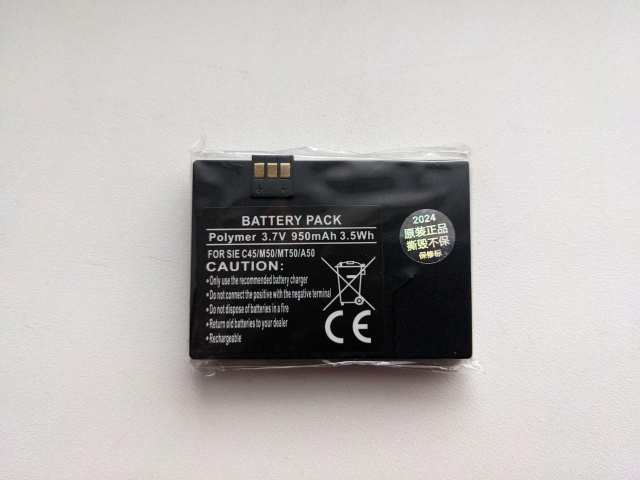 BATTERY PACK
Polymer 3.7V 950mAh 3.5Wh
FOR SIE C45/M50/MT50/A50
CAUTION:
•Only use the recommended battery charger
•Do not connect the positive with the negative terminal
•Do not dispose of battteries in a fire
•Return old batteries to your dealer
•Rechargeable
CE
2024
原装正品
撕毁不保
保修标